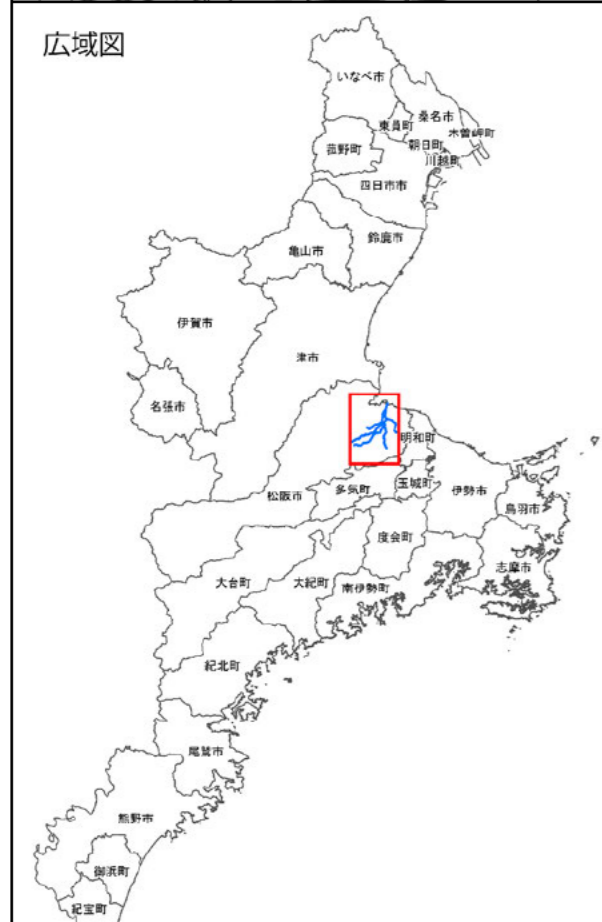 広域図
いなべ市
桑名市
東員町
木曽岬町
朝日町
川越町
菰野町
四日市市
鈴鹿市
亀山市
伊賀市
津市
名張市
明和町
松阪市
多気町
玉城町
伊勢市
鳥羽市
度会町
志摩市
大台町
大紀町
南伊勢町
紀北町
尾鷲市
熊野市
御浜町
紀宝町